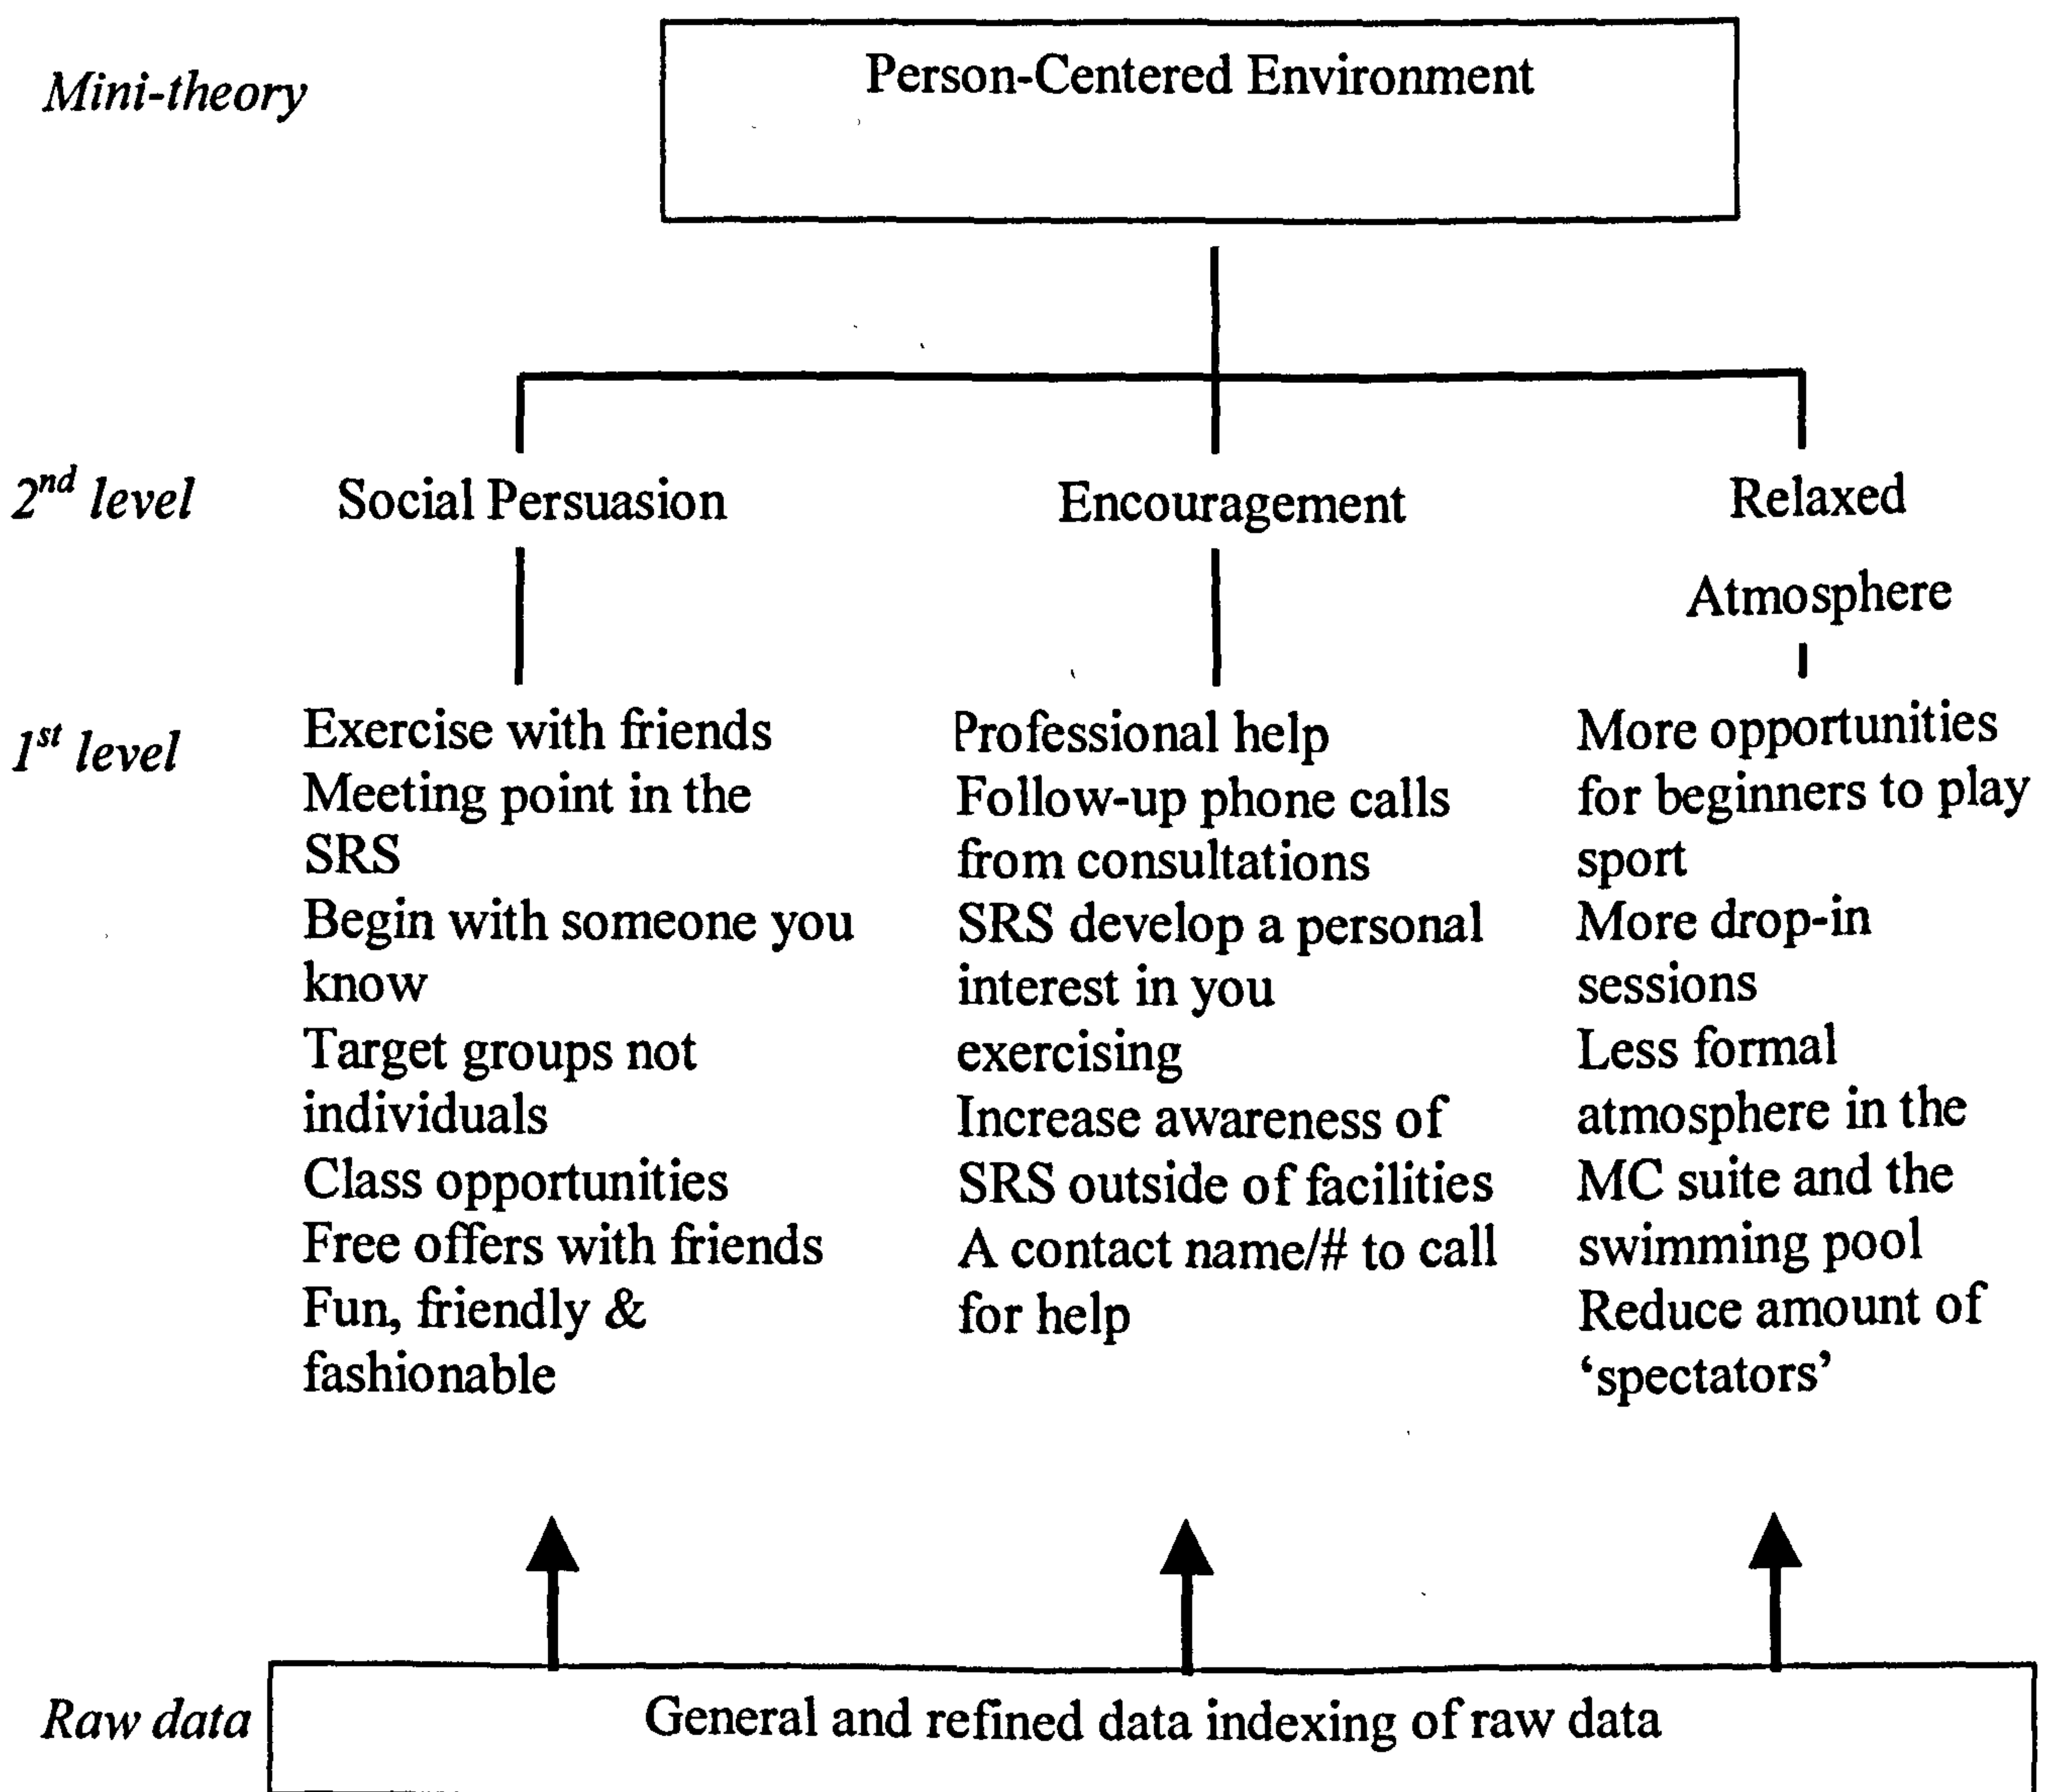 Mini-theory
Person-Centered Environment
2nd level
Social Persuasion
Encouragement
Relaxed
Atmosphere
1st level
Exercise with friends
Meeting point in the
SRS
Begin with someone you
know
Target groups not
individuals
Class opportunities
Free offers with friends
Fun, friendly &
fashionable
Professional help
Follow-up phone calls
from consultations
SRS develop a personal
interest in you
exercising
Increase awareness of
SRS outside of facilities
A contact name/# to call
for help
More opportunities
for beginners to play
sport
More drop-in
sessions
Less formal
atmosphere in the
MC suite and the
swimming pool
Reduce amount of
‘spectators’
Raw data
General and refined data indexing of raw data